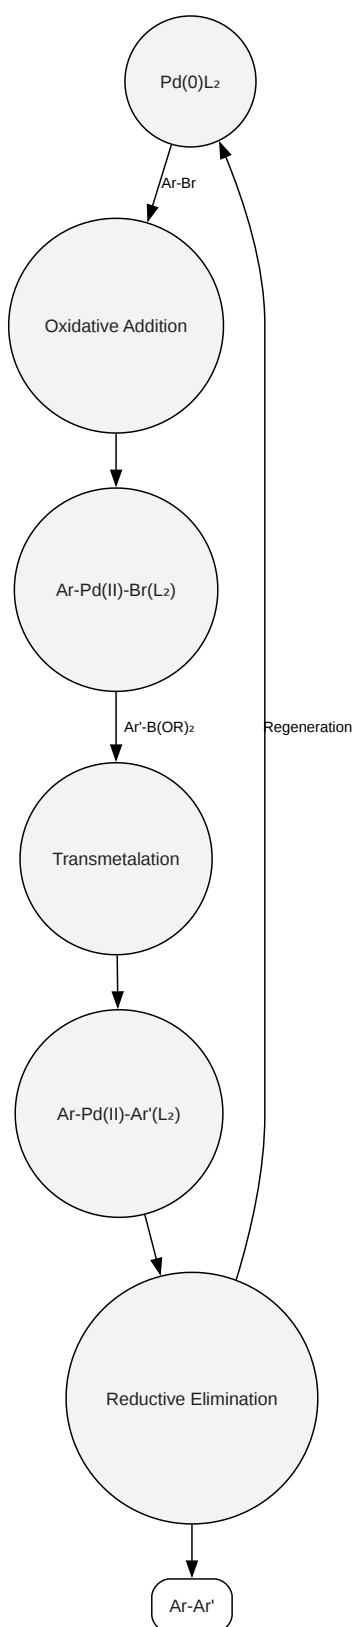 Pd(0)L₂
Ar-Br
Oxidative Addition
Ar-Pd(II)-Br(L₂)
Ar'-B(OR)₂
Regeneration
Transmetalation
Ar-Pd(II)-Ar'(L₂)
Reductive Elimination
Ar-Ar'